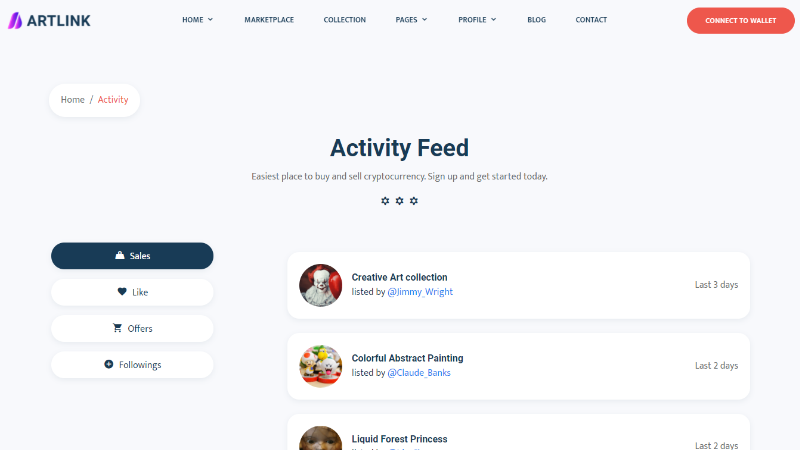 ARTLINK
HOME
MARKETPLACE
COLLECTION
PAGES
PROFILE
BLOG
CONTACT
CONNECT TO WALLET
Home / Activity
Activity Feed
Easiest place to buy and sell cryptocurrency. Sign up and get started today.
Sales
Like
Offers
Followings
Creative Art collection
listed by @Jimmy_Wright
Last 3 days
Colorful Abstract Painting
listed by @Claude_Banks
Last 2 days
Liquid Forest Princess
Last 2 days